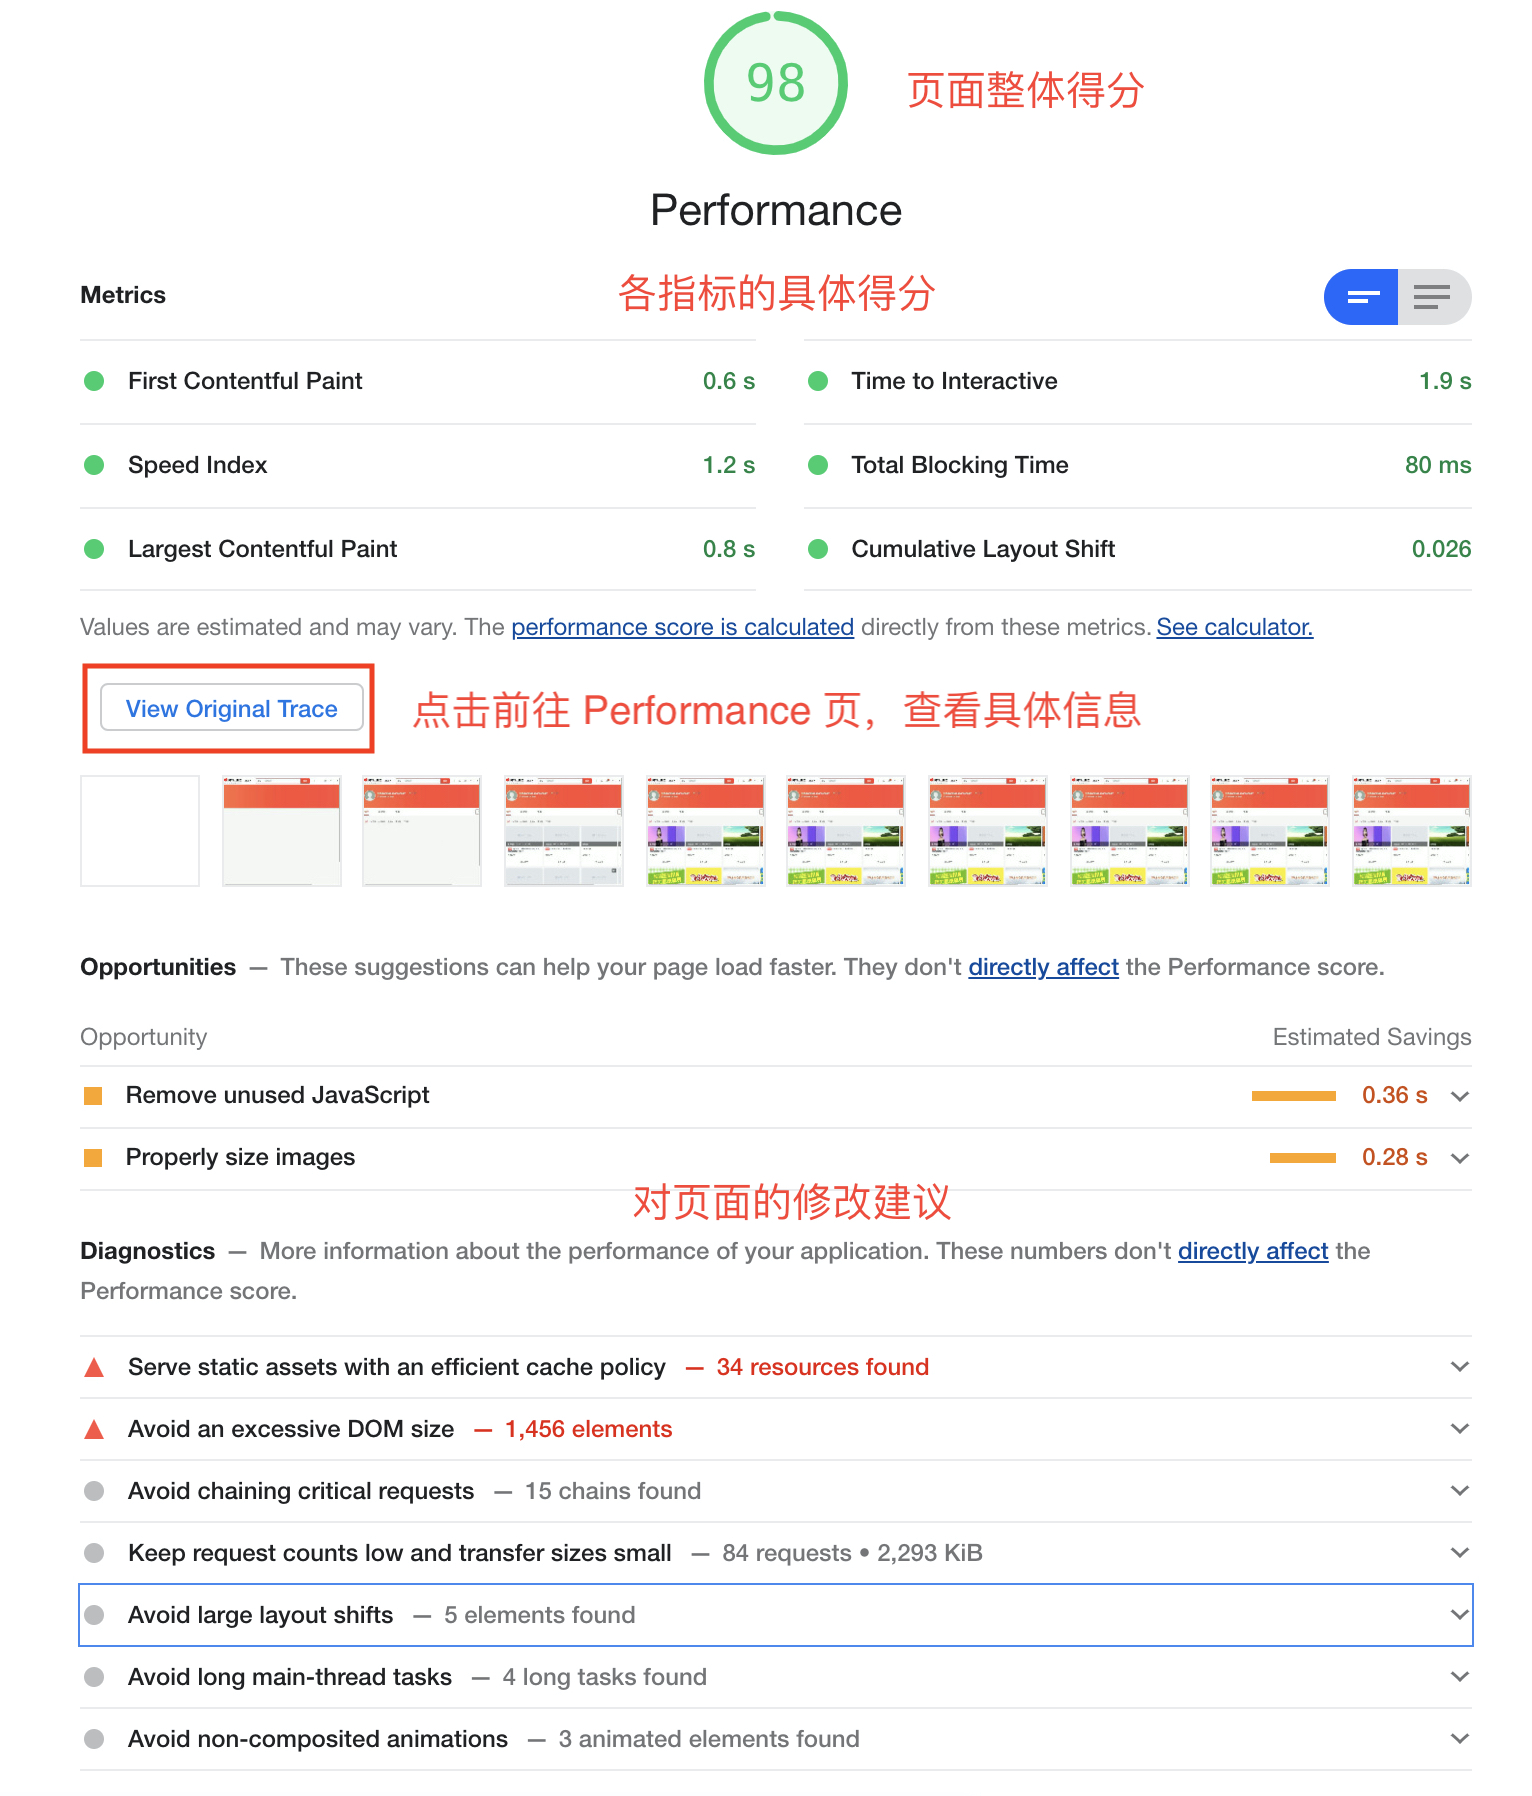 98
页面整体得分
Performance
Metrics
各指标的具体得分
First Contentful Paint 0.6 s
Time to Interactive 1.9 s
Speed Index 1.2 s
Total Blocking Time 80 ms
Largest Contentful Paint 0.8 s
Cumulative Layout Shift 0.026
Values are estimated and may vary. The performance score is calculated directly from these metrics. See calculator.
View Original Trace
点击前往 Performance 页，查看具体信息
Opportunities — These suggestions can help your page load faster. They don't directly affect the Performance score.
Opportunity Estimated Savings
Remove unused JavaScript 0.36 s
Properly size images 0.28 s
对页面的修改建议
Diagnostics — More information about the performance of your application. These numbers don't directly affect the
Performance score.
Serve static assets with an efficient cache policy — 34 resources found
Avoid an excessive DOM size — 1,456 elements
Avoid chaining critical requests — 15 chains found
Keep request counts low and transfer sizes small — 84 requests • 2,293 KiB
Avoid large layout shifts — 5 elements found
Avoid long main-thread tasks — 4 long tasks found
Avoid non-composited animations — 3 animated elements found